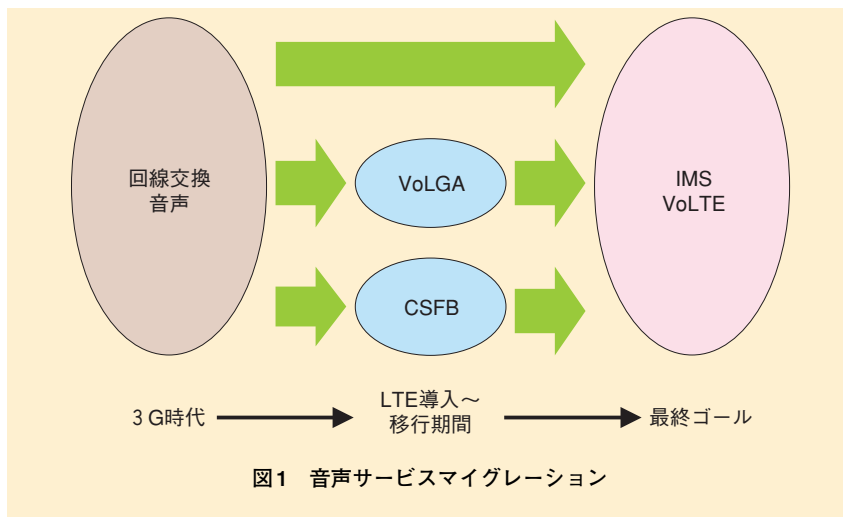 回線交換
音声
VoLGA
CSFB
IMS
VoLTE
3G時代
LTE導入~
移行期間
最終ゴール
図1 音声サービスマイグレーション